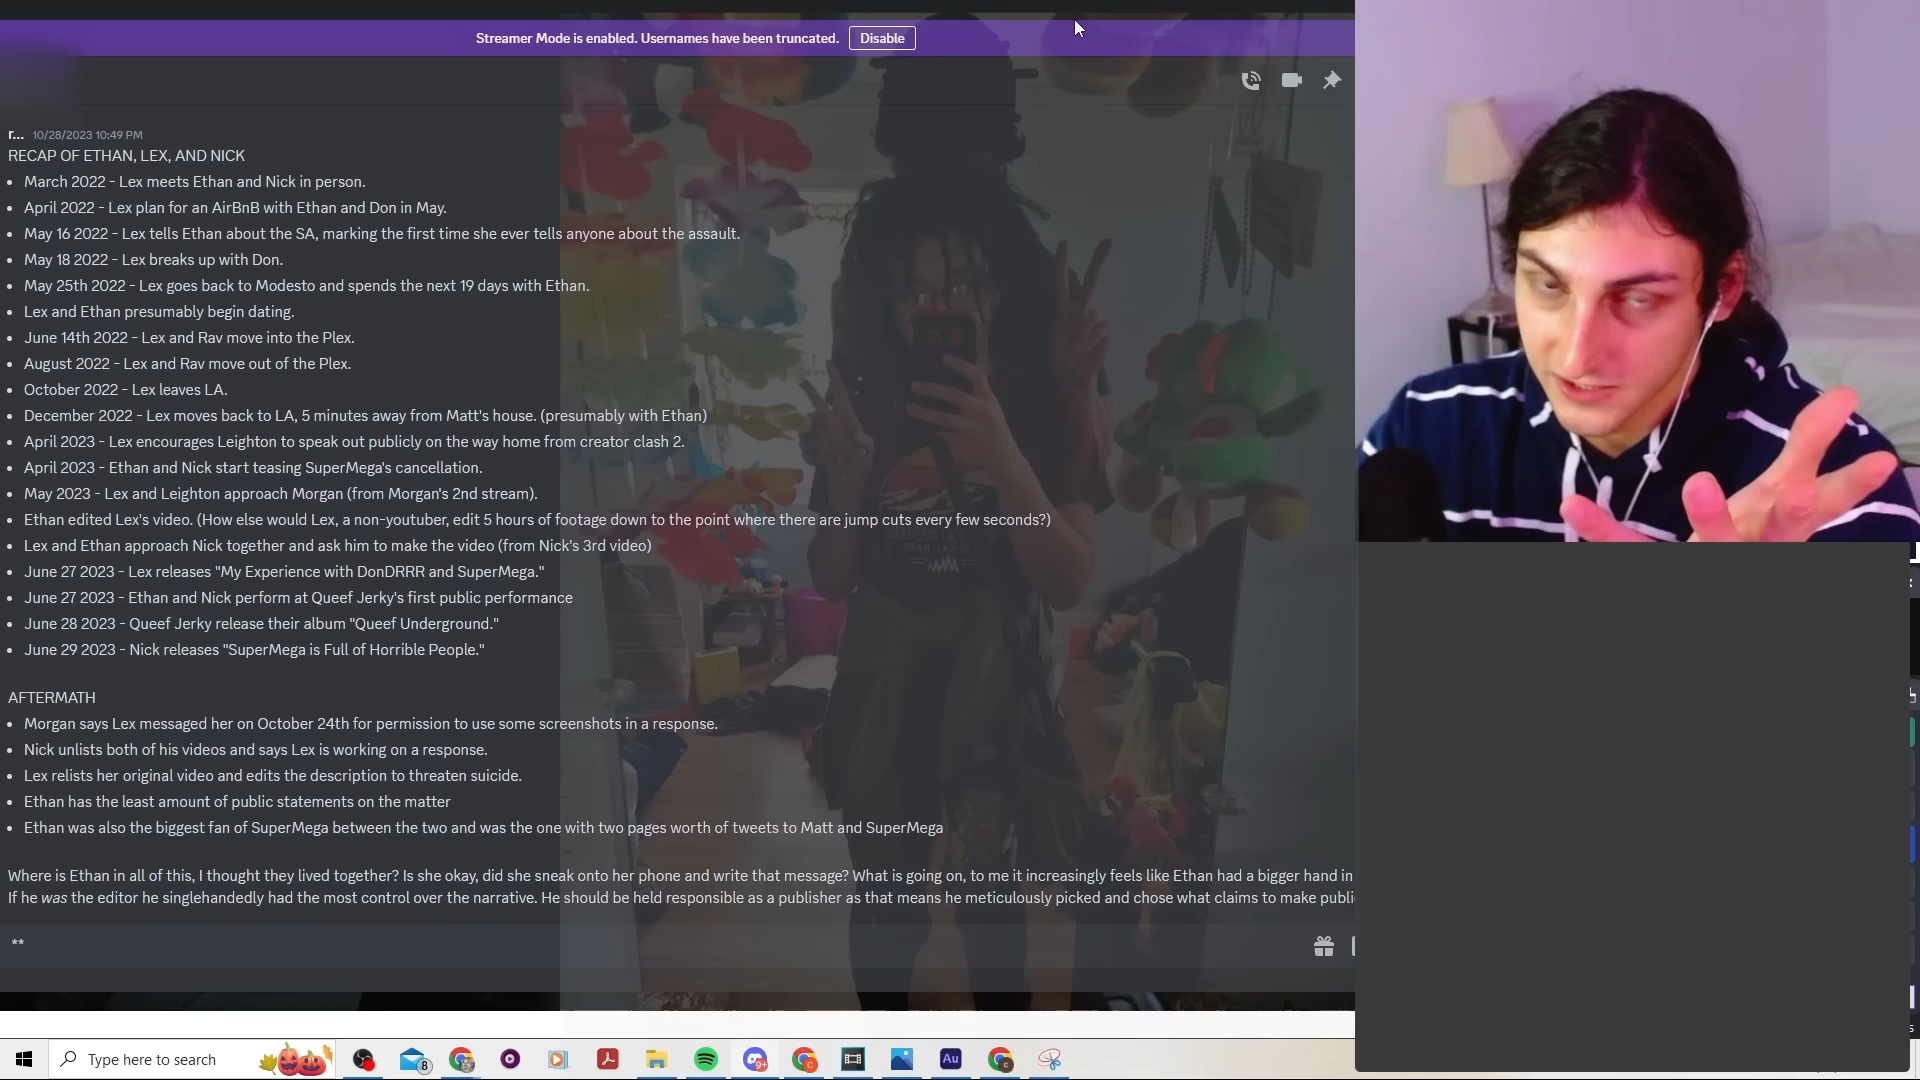 Streamer Mode is enabled. Usernames have been truncated. Disable
r... 10/28/2023 10:49 PM
RECAP OF ETHAN, LEX, AND NICK
• March 2022 - Lex meets Ethan and Nick in person.
• April 2022 - Lex plan for an AirBnB with Ethan and Don in May.
• May 16 2022 - Lex tells Ethan about the SA, marking the first time she ever tells anyone about the assault.
• May 18 2022 - Lex breaks up with Don.
• May 25th 2022 - Lex goes back to Modesto and spends the next 19 days with Ethan.
• Lex and Ethan presumably begin dating.
• June 14th 2022 - Lex and Rav move into the Plex.
• August 2022 - Lex and Rav move out of the Plex.
• October 2022 - Lex leaves LA.
• December 2022 - Lex moves back to LA, 5 minutes away from Matt's house. (presumably with Ethan)
• April 2023 - Lex encourages Leighton to speak out publicly on the way home from creator clash 2.
• April 2023 - Ethan and Nick start teasing SuperMega's cancellation.
• May 2023 - Lex and Leighton approach Morgan (from Morgan's 2nd stream).
• Ethan edited Lex's video. (How else would Lex, a non-youtuber, edit 5 hours of footage down to the point where there are jump cuts every few seconds?)
• Lex and Ethan approach Nick together and ask him to make the video (from Nick's 3rd video)
• June 27 2023 - Lex releases "My Experience with DonDRRR and SuperMega."
• June 27 2023 - Ethan and Nick perform at Queef Jerky's first public performance
• June 28 2023 - Queef Jerky release their album "Queef Underground."
• June 29 2023 - Nick releases "SuperMega is Full of Horrible People."
AFTERMATH
• Morgan says Lex messaged her on October 24th for permission to use some screenshots in a response.
• Nick unlists both of his videos and says Lex is working on a response.
• Lex relists her original video and edits the description to threaten suicide.
• Ethan has the least amount of public statements on the matter
• Ethan was also the biggest fan of SuperMega between the two and was the one with two pages worth of tweets to Matt and SuperMega
Where is Ethan in all of this, I thought they lived together? Is she okay, did she sneak onto her phone and write that message? What is going on, to me it increasingly feels like Ethan had a bigger hand in
If he was the editor he singlehandedly had the most control over the narrative. He should be held responsible as a publisher as that means he meticulously picked and chose what claims to make publi
**
Type here to search
8
9+
Au